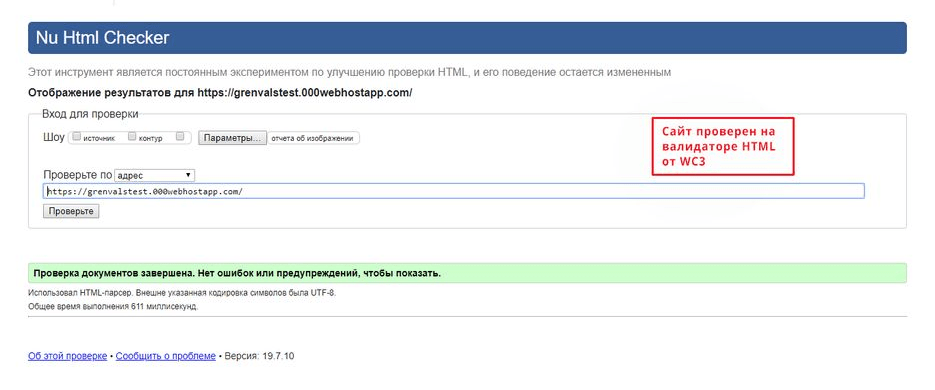 Nu Html Checker
Этот инструмент является постоянным экспериментом по улучшению проверки HTML, и его поведение остается измененным
Отображение результатов для https://grenvalstest.000webhostapp.com/
Вход для проверки
Шоу источник контур Параметры... отчета об изображении
Сайт проверен на
валидаторе HTML
от WC3
Проверьте по адрес
https://grenvalstest.000webhostapp.com/
Проверьте
Проверка документов завершена. Нет ошибок или предупреждений, чтобы показать.
Использовал HTML-парсер. Внешне указанная кодировка символов была UTF-8.
Общее время выполнения 611 миллисекунд.
Об этой проверке • Сообщить о проблеме • Версия: 19.7.10